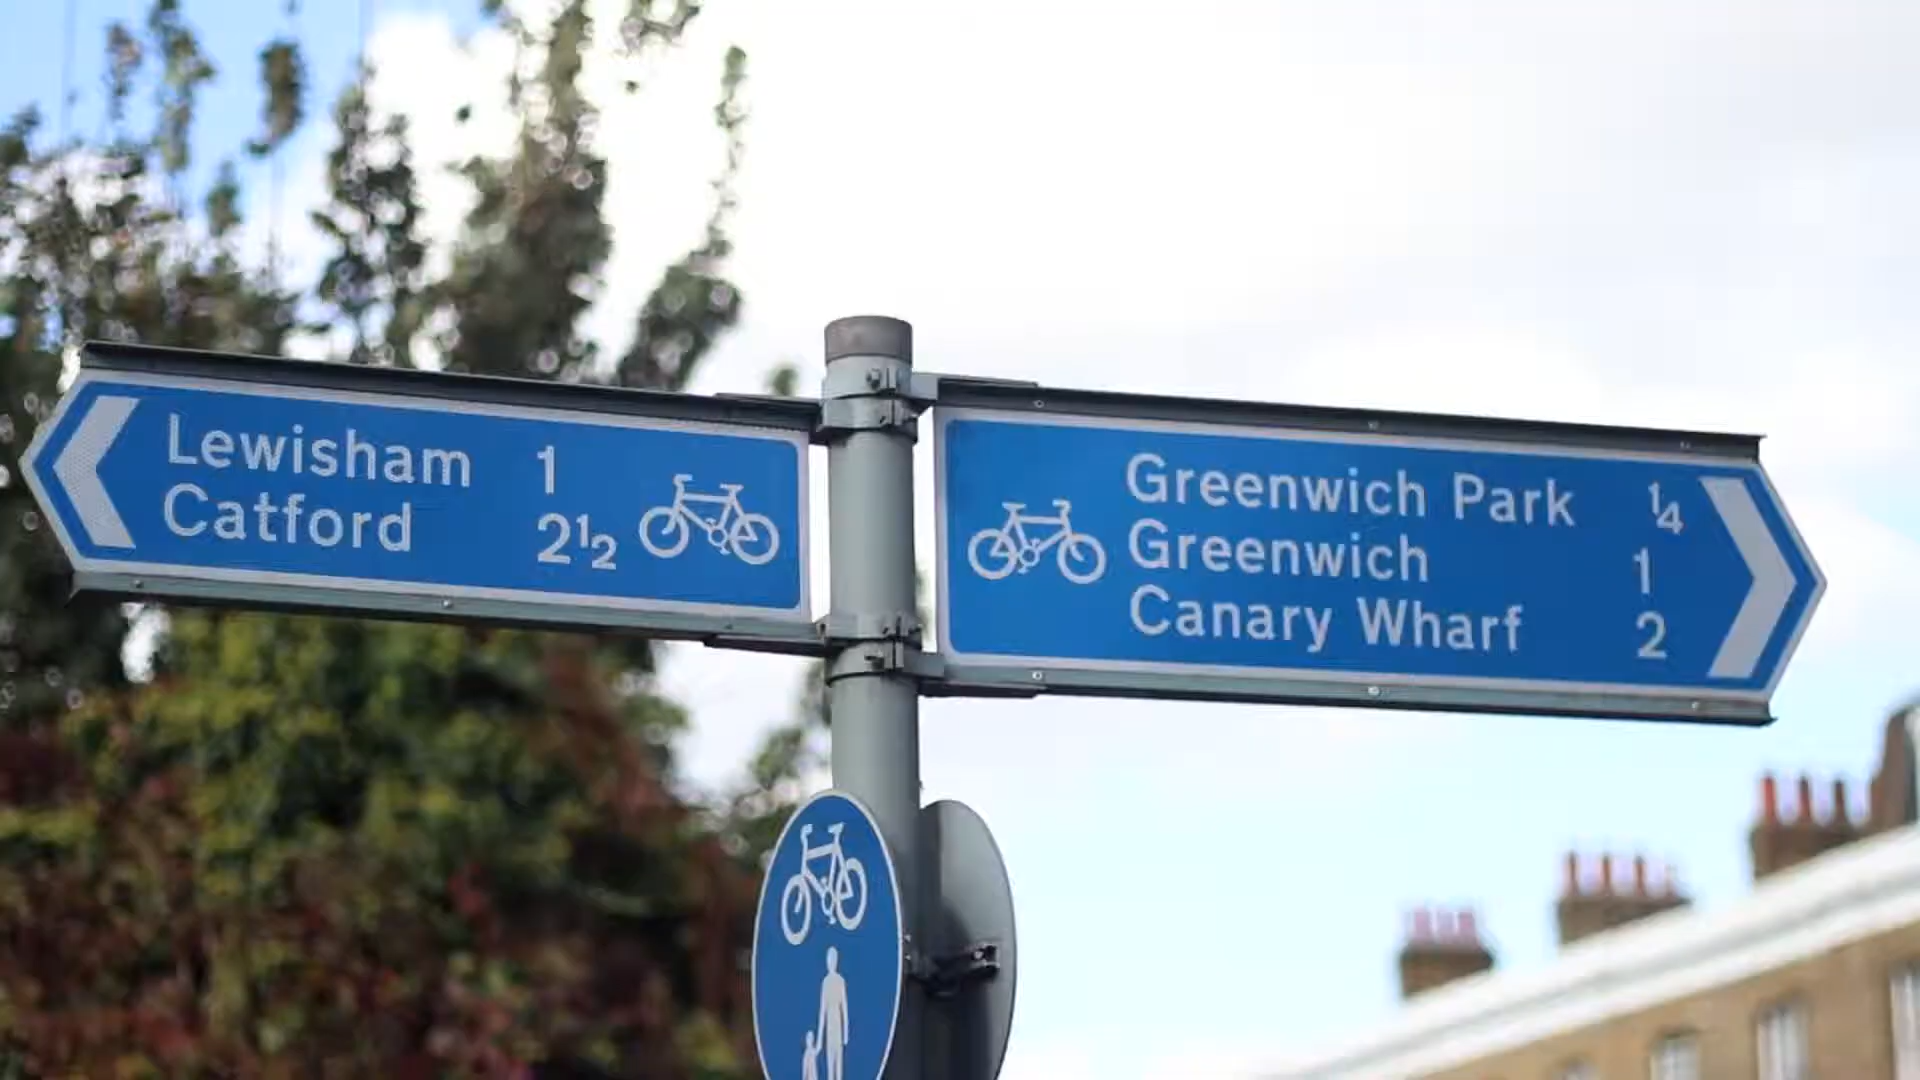 Lewisham 1
Catford 2½
Greenwich Park ¼
Greenwich 1
Canary Wharf 2